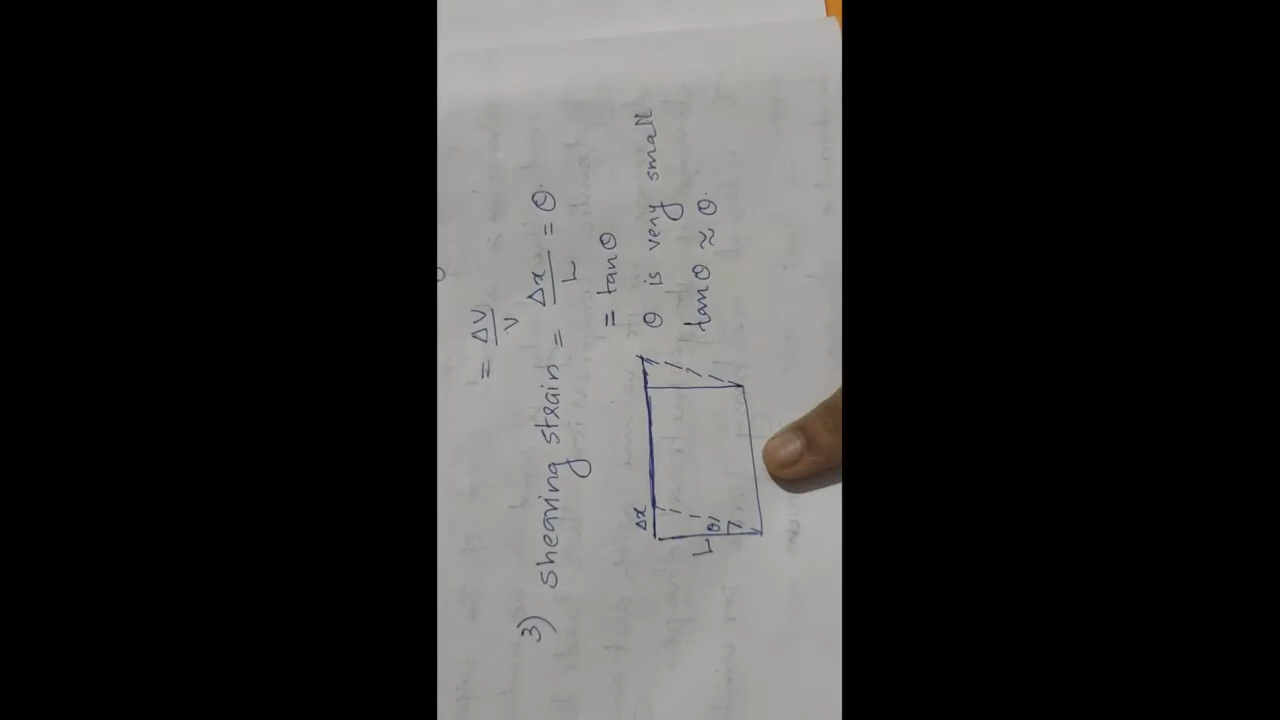 = ΔV/V
3) shearing strain = Δx/L = θ.
= tanθ
θ is very small
tanθ ≈ θ.
Δx
L
θ